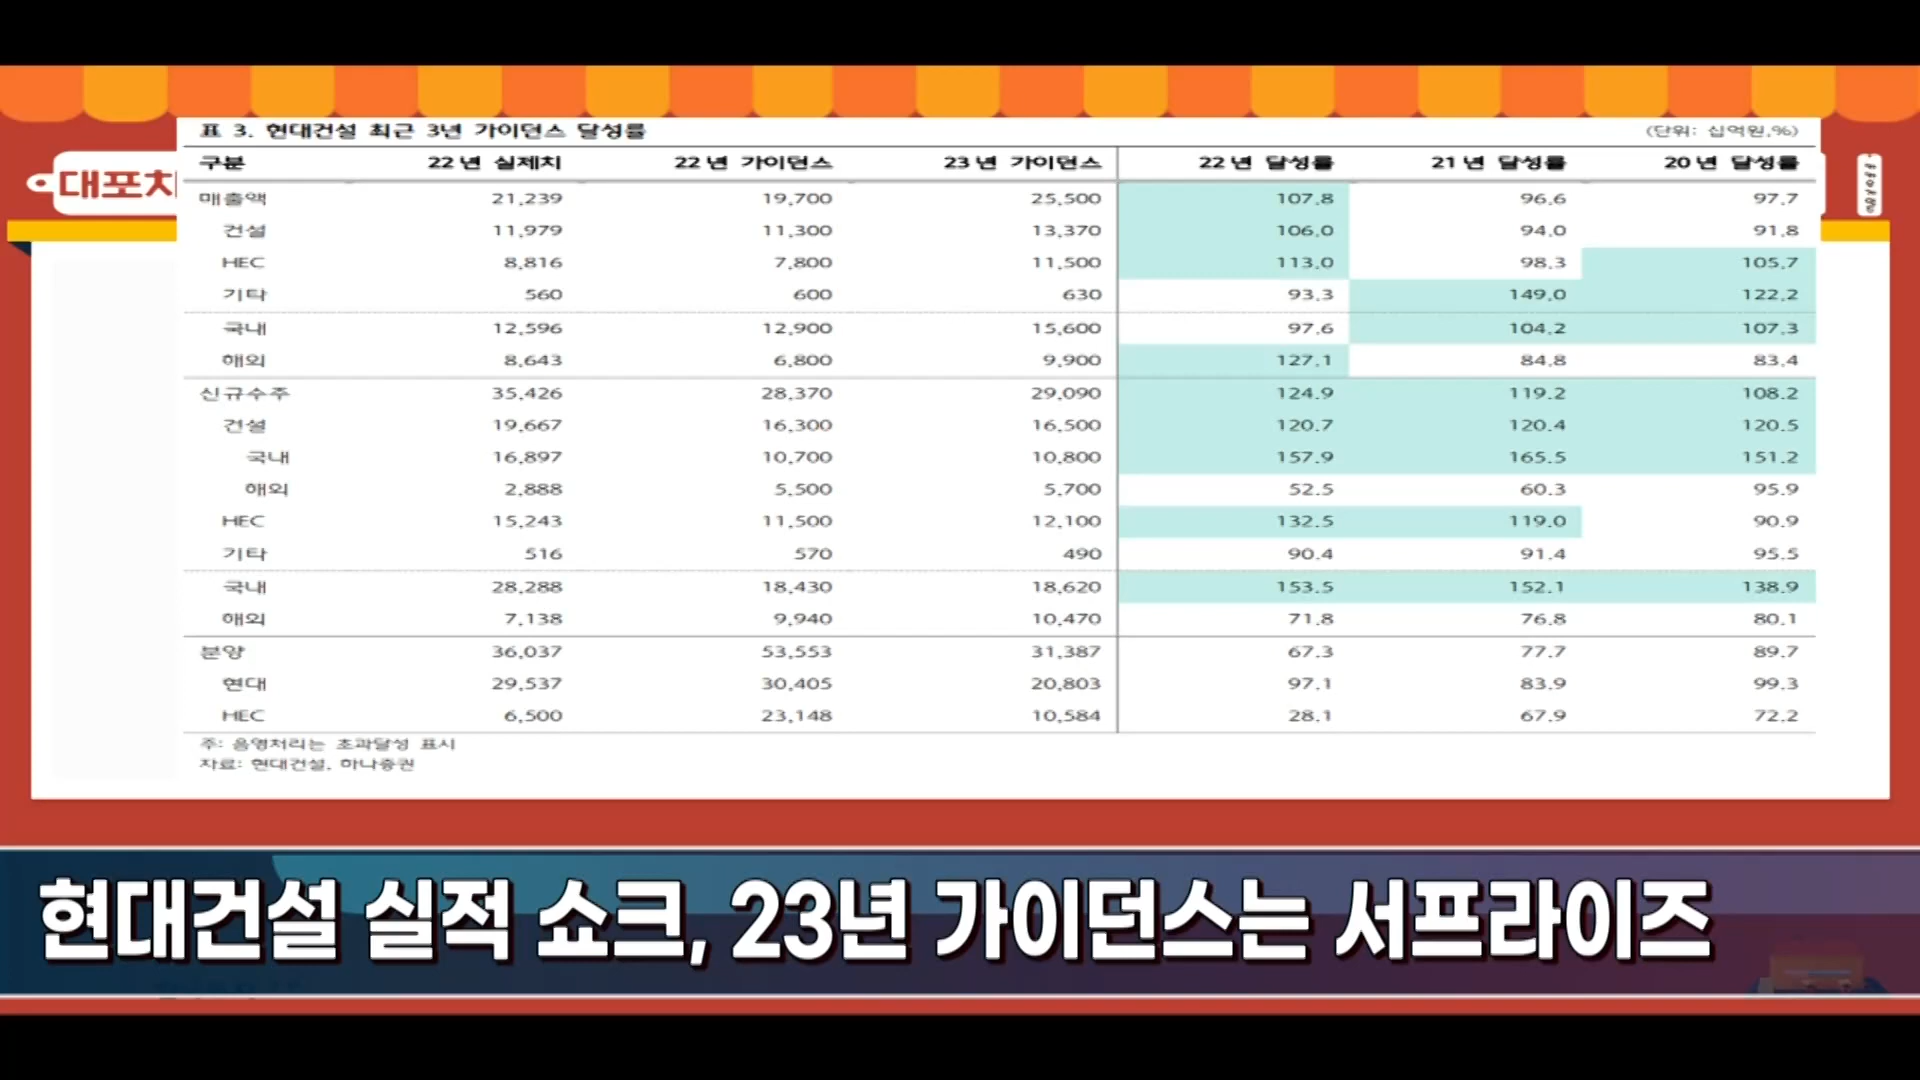 표 3. 현대건설 최근 3년 가이던스 달성률 (단위: 십억원,%)
대포차
구분 22년 실제치 22년 가이던스 23년 가이던스 22년 달성률 21년 달성률 20년 달성률
매출액 21,239 19,700 25,500 107.8 96.6 97.7
건설 11,979 11,300 13,370 106.0 94.0 91.8
HEC 8,816 7,800 11,500 113.0 98.3 105.7
기타 560 600 630 93.3 149.0 122.2
국내 12,596 12,900 15,600 97.6 104.2 107.3
해외 8,643 6,800 9,900 127.1 84.8 83.4
신규수주 35,426 28,370 29,090 124.9 119.2 108.2
건설 19,667 16,300 16,500 120.7 120.4 120.5
국내 16,897 10,700 10,800 157.9 165.5 151.2
해외 2,888 5,500 5,700 52.5 60.3 95.9
HEC 15,243 11,500 12,100 132.5 119.0 90.9
기타 516 570 490 90.4 91.4 95.5
국내 28,288 18,430 18,620 153.5 152.1 138.9
해외 7,138 9,940 10,470 71.8 76.8 80.1
분양 36,037 53,553 31,387 67.3 77.7 89.7
현대 29,537 30,405 20,803 97.1 83.9 99.3
HEC 6,500 23,148 10,584 28.1 67.9 72.2
주: 음영처리는 초과달성 표시
자료: 현대건설, 하나증권
현대건설 실적 쇼크, 23년 가이던스는 서프라이즈